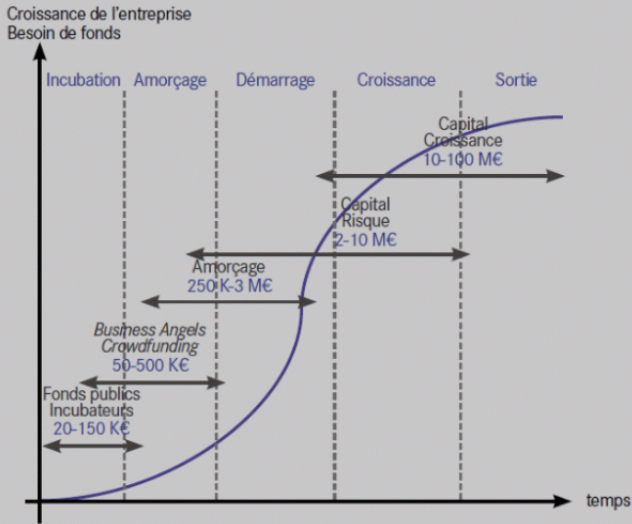 Croissance de l'entreprise
Besoin de fonds
Incubation
Amorçage
Démarrage
Croissance
Sortie
Capital
Croissance
10-100 M€
Capital
Risque
2-10 M€
Amorçage
250 K-3 M€
Business Angels
Crowdfunding
50-500 K€
Fonds publics
Incubateurs
20-150 K€
temps